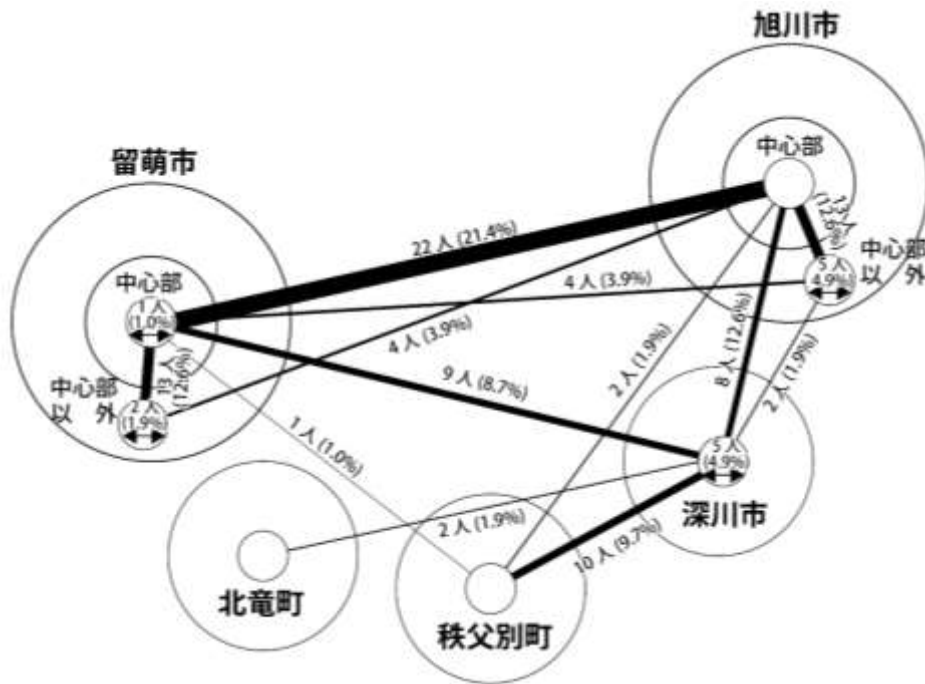 旭川市
中心部
13人
(12.6%)
中心部
以 外
5人
4.9%)
留萌市
中心部
1人
(1.0%)
13人
(12.6%)
中心部
以 外
2人
(1.9%)
22人(21.4%)
4人(3.9%)
4人(3.9%)
9人(8.7%)
2人(1.9%)
8人(12.6%)
2人(1.9%)
1人(1.0%)
5人
(4.9%)
深川市
2人(1.9%)
10人(9.7%)
北竜町
秩父別町